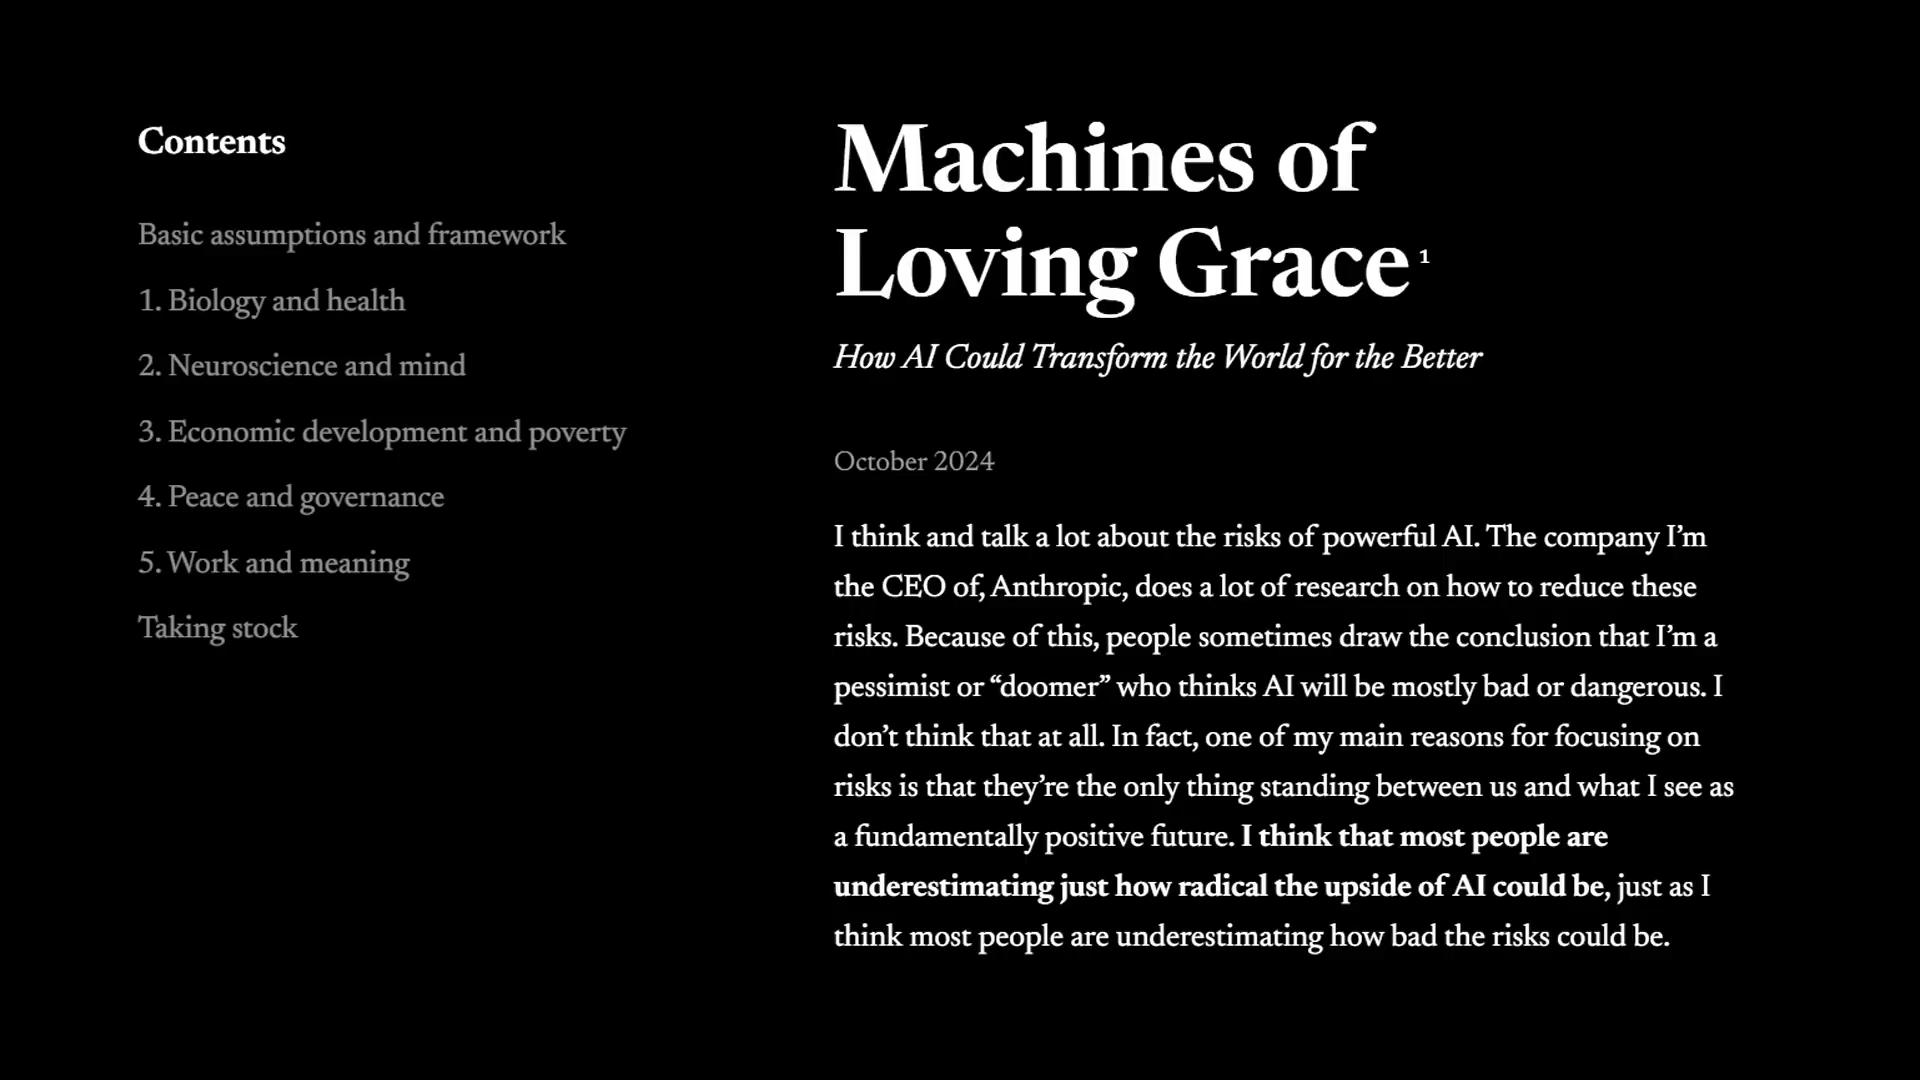 Contents
Basic assumptions and framework
1. Biology and health
2. Neuroscience and mind
3. Economic development and poverty
4. Peace and governance
5. Work and meaning
Taking stock
Machines of
Loving Grace 1
How AI Could Transform the World for the Better
October 2024
I think and talk a lot about the risks of powerful AI. The company I’m
the CEO of, Anthropic, does a lot of research on how to reduce these
risks. Because of this, people sometimes draw the conclusion that I’m a
pessimist or “doomer” who thinks AI will be mostly bad or dangerous. I
don’t think that at all. In fact, one of my main reasons for focusing on
risks is that they’re the only thing standing between us and what I see as
a fundamentally positive future. I think that most people are
underestimating just how radical the upside of AI could be, just as I
think most people are underestimating how bad the risks could be.